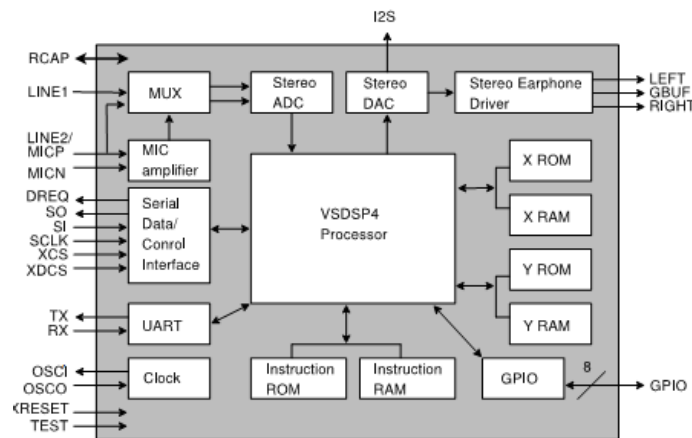 I2S
RCAP
LINE1
LINE2/
MICP
MICN
DREQ
SO
SI
SCLK
XCS
XDCS
TX
RX
OSCI
OSCO
XRESET
TEST
MUX
Stereo
ADC
Stereo
DAC
Stereo Earphone
Driver
LEFT
GBUF
RIGHT
MIC
amplifier
Serial
Data/
Conrol
Interface
VSDSP4
Processor
X ROM
X RAM
Y ROM
Y RAM
UART
Clock
Instruction
ROM
Instruction
RAM
GPIO
8
GPIO